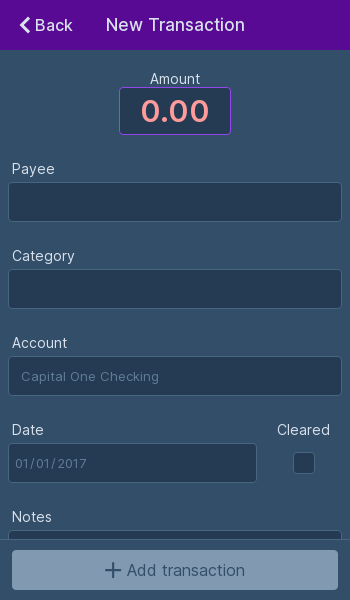 Back New Transaction
Amount
0.00
Payee
Category
Account
Capital One Checking
Date Cleared
01/01/2017
Notes
Add transaction